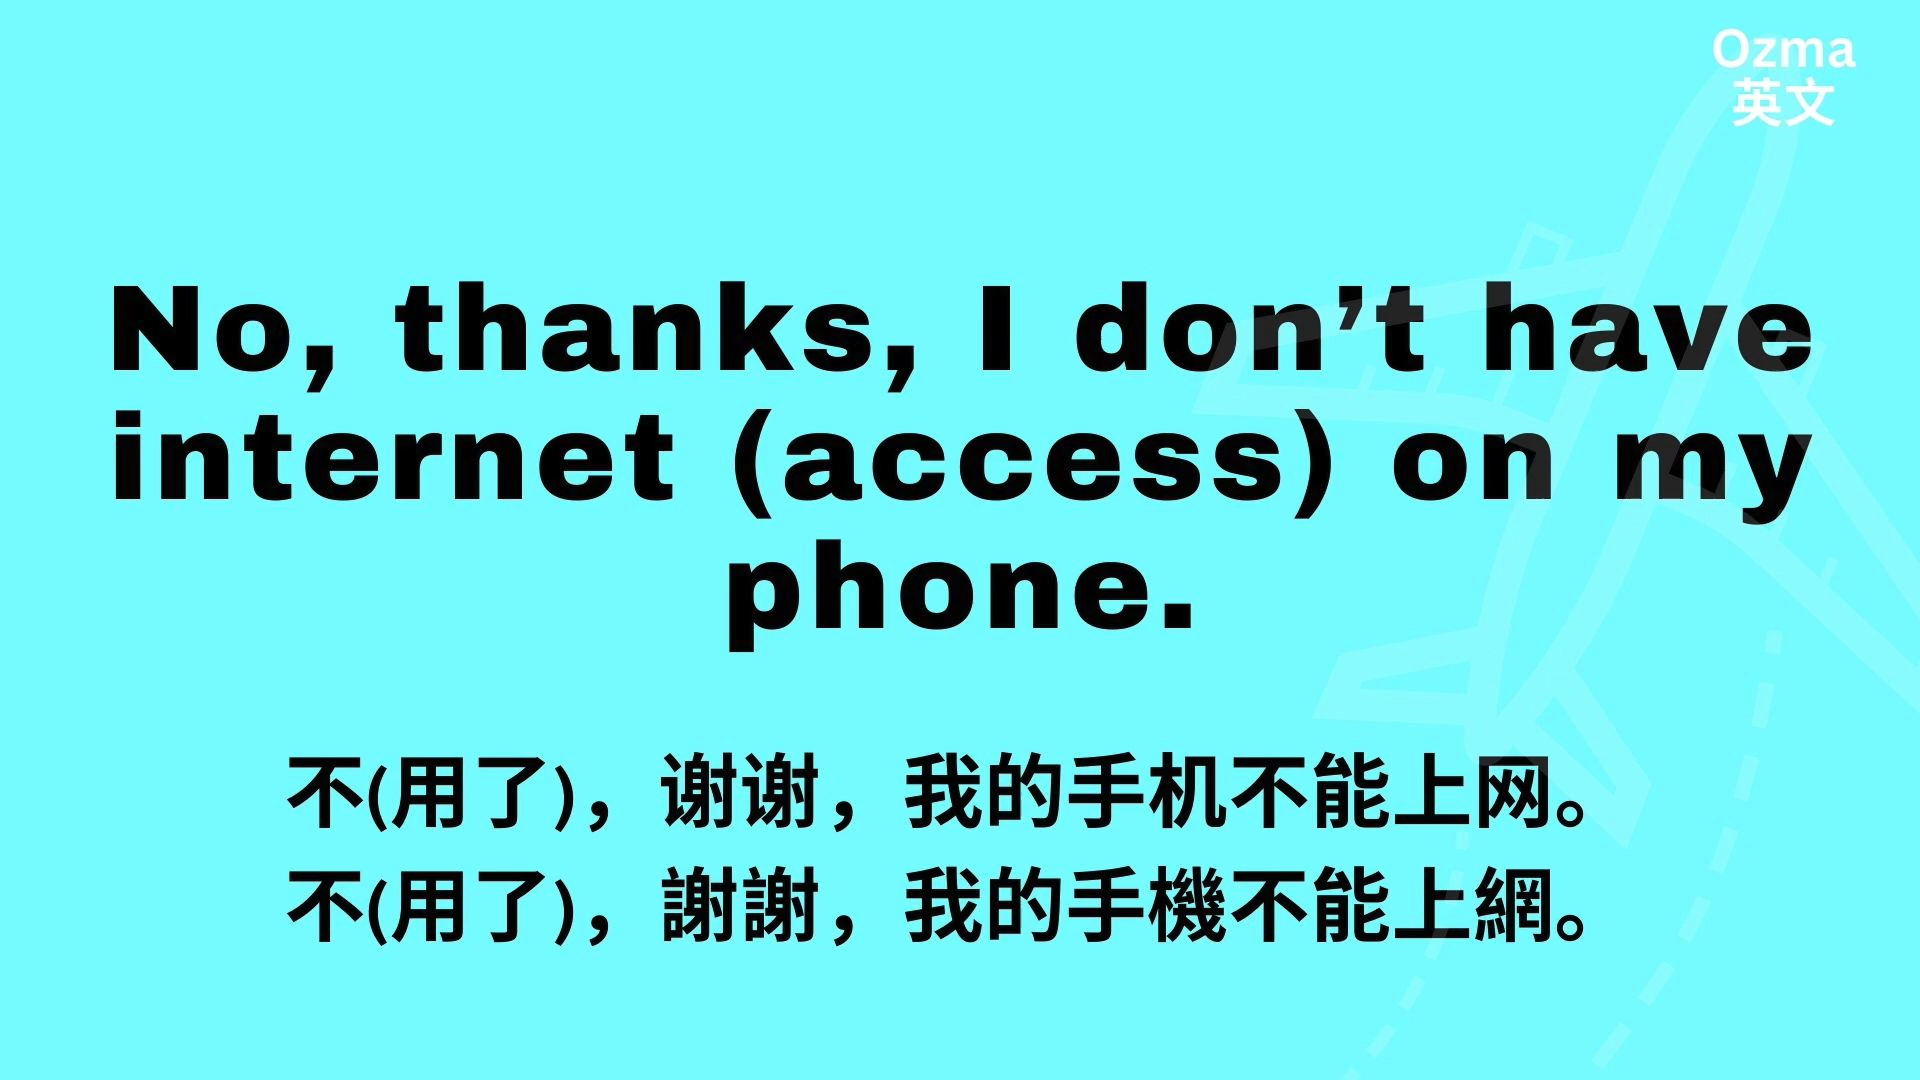 Ozma
英文
No, thanks, I don’t have
internet (access) on my
phone.
不(用了)，谢谢，我的手机不能上网。
不(用了)，謝謝，我的手機不能上網。